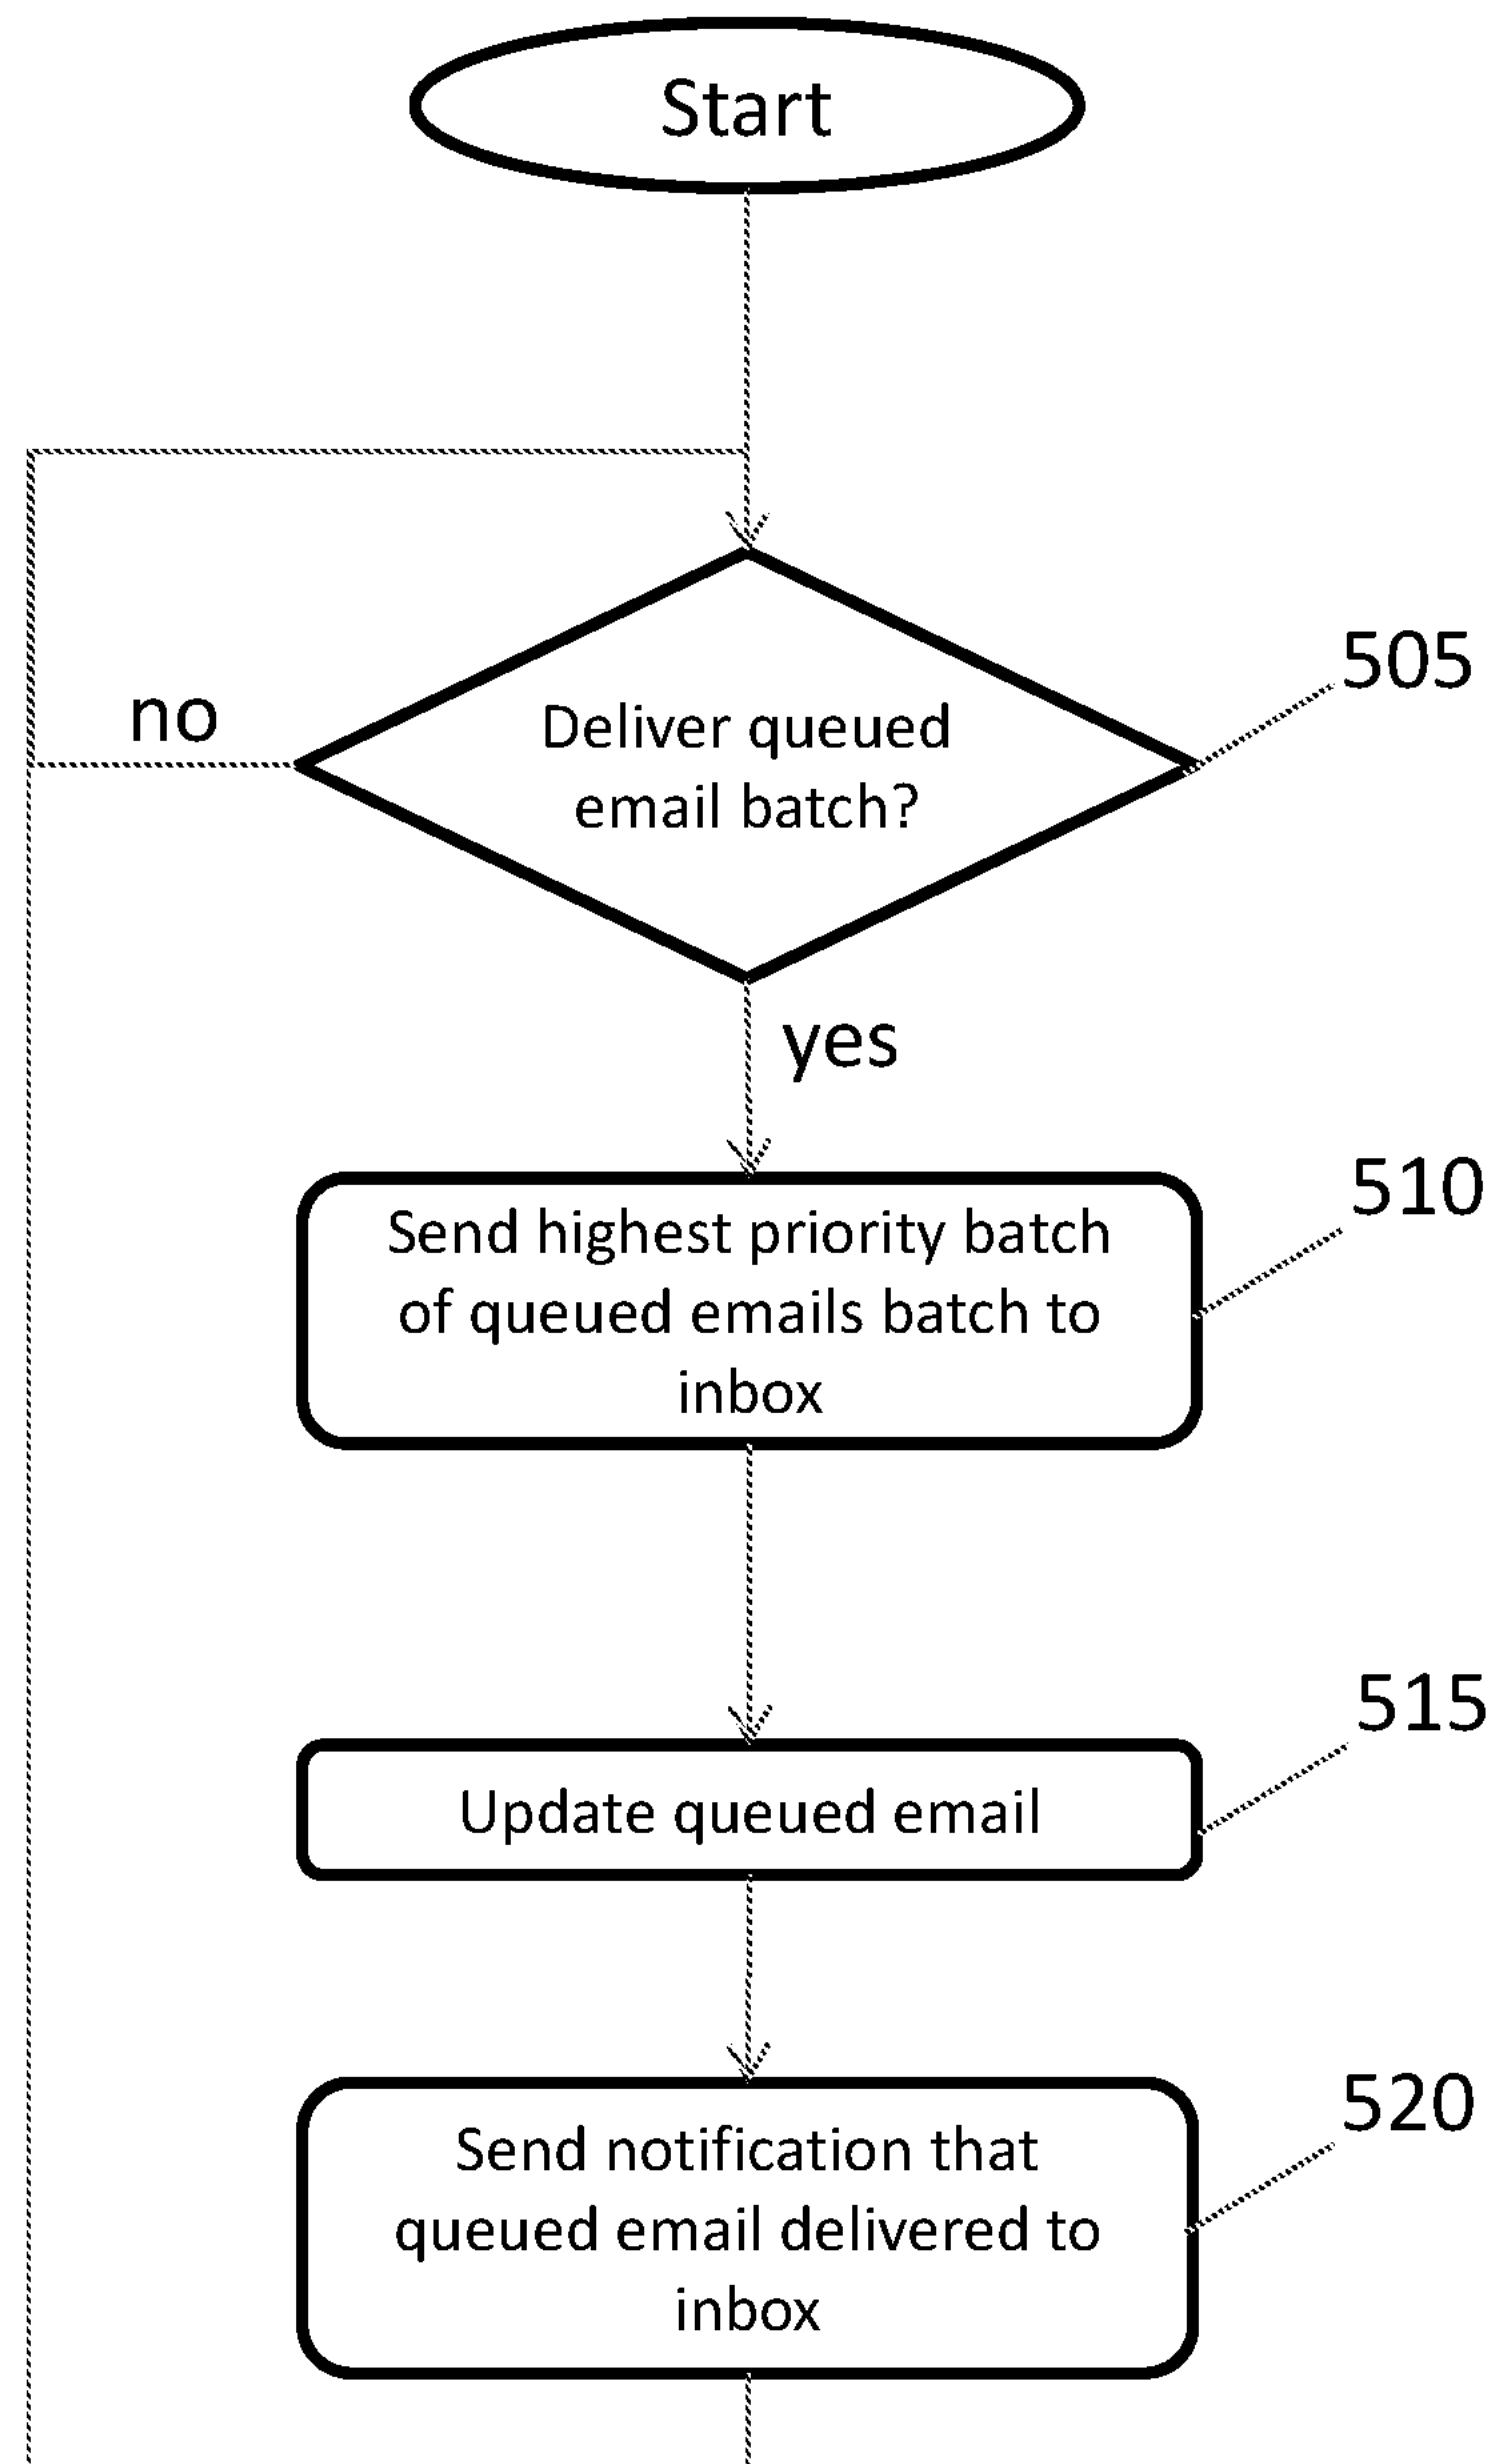 Start
505
no
Deliver queued
email batch?
yes
510
Send highest priority batch
of queued emails batch to
inbox
515
Update queued email
520
Send notification that
queued email delivered to
inbox